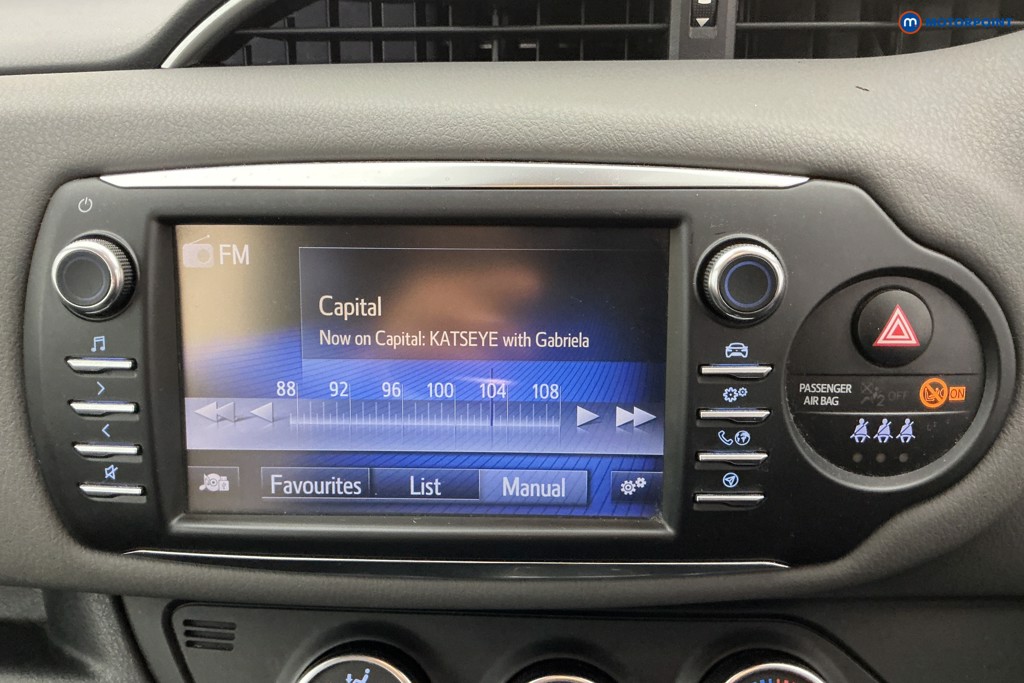 m MOTORPOINT
FM
Capital
Now on Capital: KATSEYE with Gabriela
88 92 96 100 104 108
Favourites List Manual
PASSENGER
AIR BAG
OFF
ON